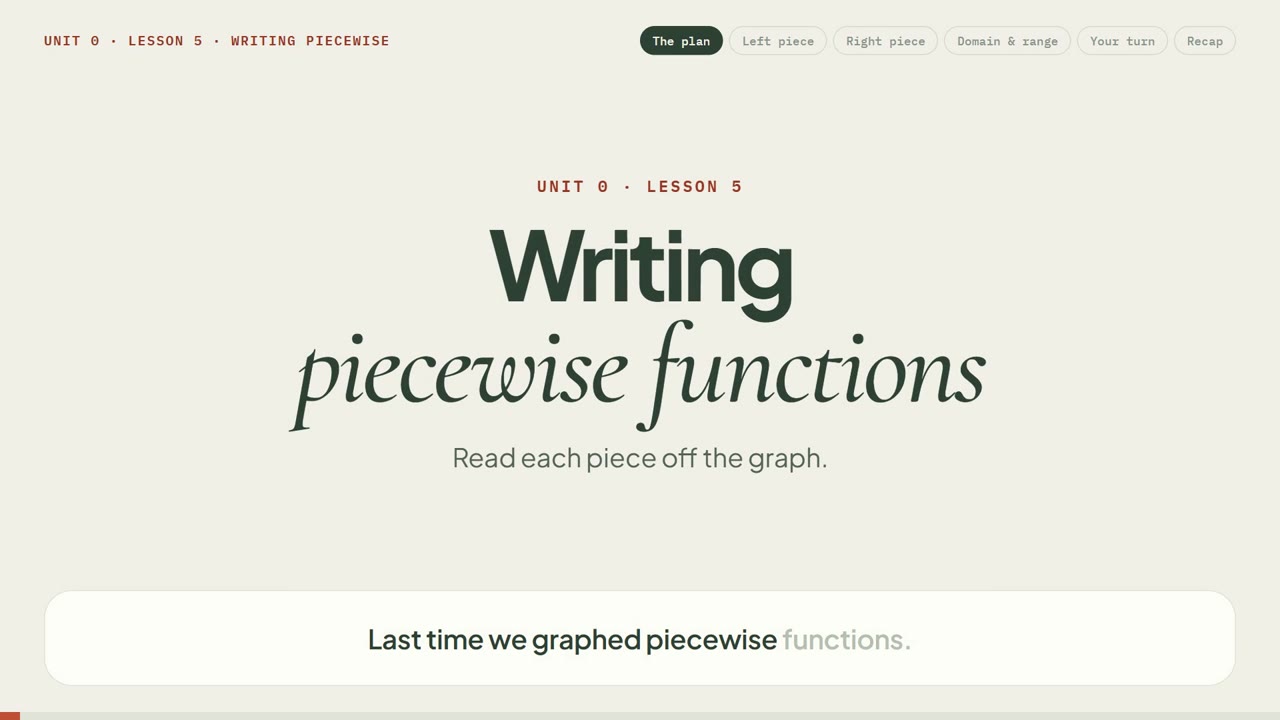 UNIT 0 · LESSON 5 · WRITING PIECEWISE
The plan
Left piece
Right piece
Domain & range
Your turn
Recap
UNIT 0 · LESSON 5
Writing
piecewise functions
Read each piece off the graph.
Last time we graphed piecewise functions.